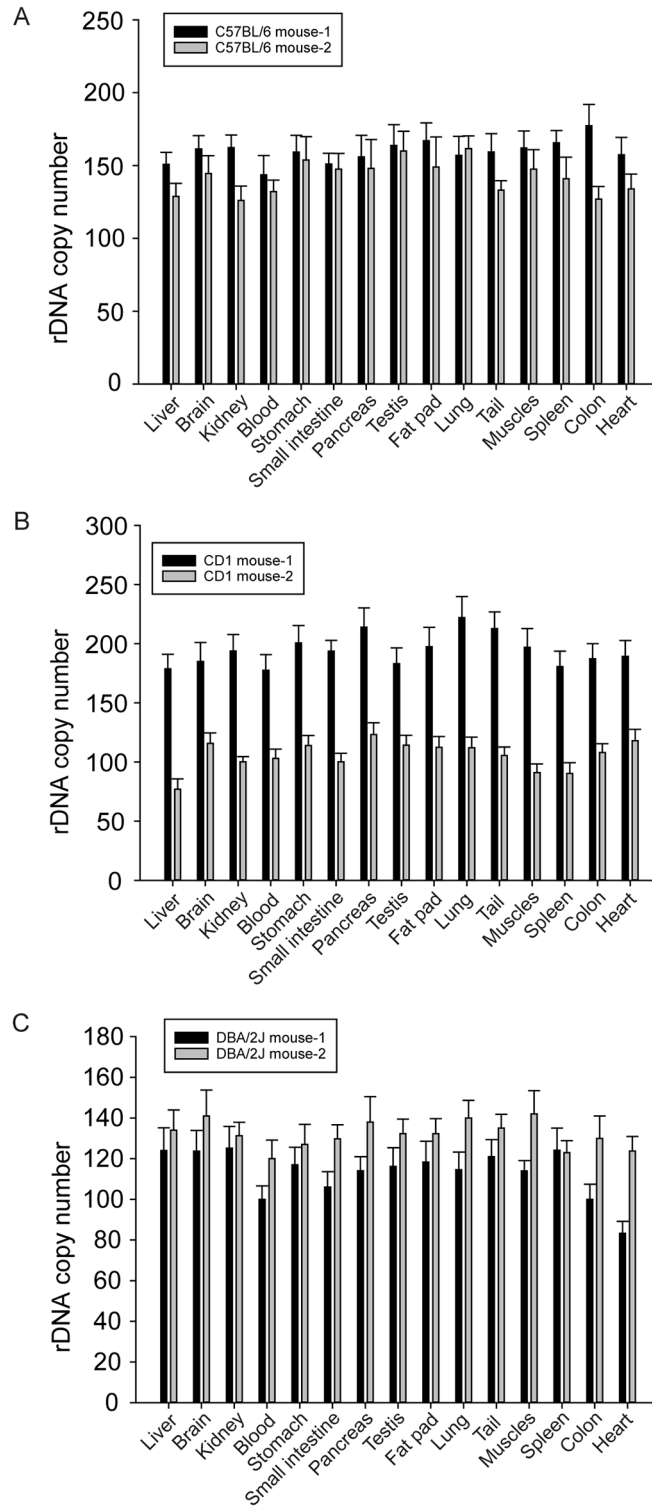 A
C57BL/6 mouse-1
C57BL/6 mouse-2
rDNA copy number
250
200
150
100
50
0
Liver
Brain
Kidney
Blood
Stomach
Small intestine
Pancreas
Testis
Fat pad
Lung
Tail
Muscles
Spleen
Colon
Heart
B
CD1 mouse-1
CD1 mouse-2
rDNA copy number
300
250
200
150
100
50
0
Liver
Brain
Kidney
Blood
Stomach
Small intestine
Pancreas
Testis
Fat pad
Lung
Tail
Muscles
Spleen
Colon
Heart
C
DBA/2J mouse-1
DBA/2J mouse-2
rDNA copy number
180
160
140
120
100
80
60
40
20
0
Liver
Brain
Kidney
Blood
Stomach
Small intestine
Pancreas
Testis
Fat pad
Lung
Tail
Muscles
Spleen
Colon
Heart